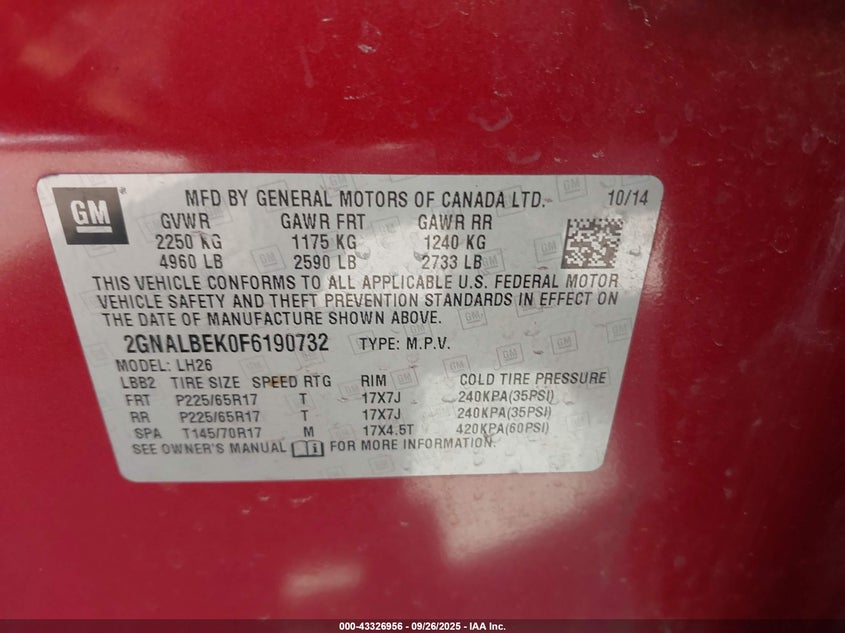 GM
MFD BY GENERAL MOTORS OF CANADA LTD. 10/14
GVWR GAWR FRT GAWR RR
2250 KG 1175 KG 1240 KG
4960 LB 2590 LB 2733 LB
THIS VEHICLE CONFORMS TO ALL APPLICABLE U.S. FEDERAL MOTOR
VEHICLE SAFETY AND THEFT PREVENTION STANDARDS IN EFFECT ON
THE DATE OF MANUFACTURE SHOWN ABOVE.
2GNALBEK0F6190732 TYPE: M.P.V.
MODEL: LH26
LBB2 TIRE SIZE SPEED RTG RIM COLD TIRE PRESSURE
FRT P225/65R17 T 17X7J 240KPA(35PSI)
RR P225/65R17 T 17X7J 240KPA(35PSI)
SPA T145/70R17 M 17X4.5T 420KPA(60PSI)
SEE OWNER'S MANUAL FOR MORE INFORMATION.
000-43326956 - 09/26/2025 - IAA Inc.